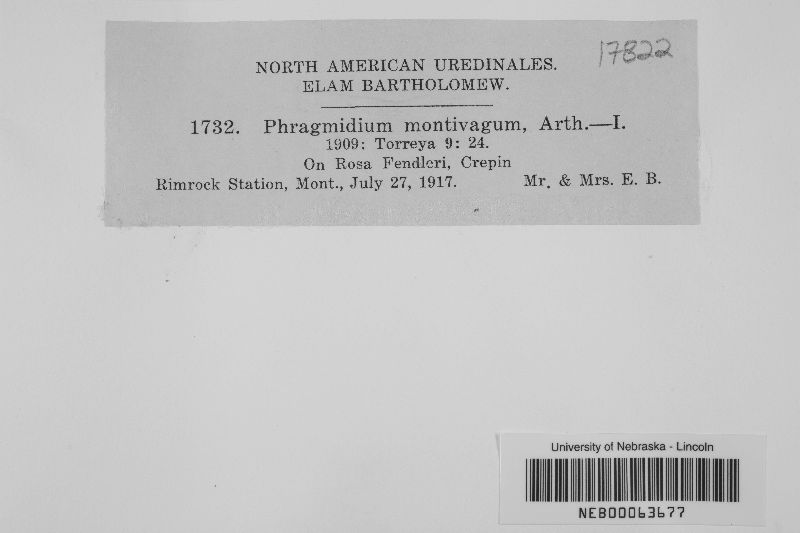 17822
NORTH AMERICAN UREDINALES.
ELAM BARTHOLOMEW.
1732. Phragmidium montivagum, Arth.—I.
1909: Torreya 9: 24.
On Rosa Fendleri, Crepin
Rimrock Station, Mont., July 27, 1917. Mr. & Mrs. E. B.
University of Nebraska - Lincoln
NEB00063677